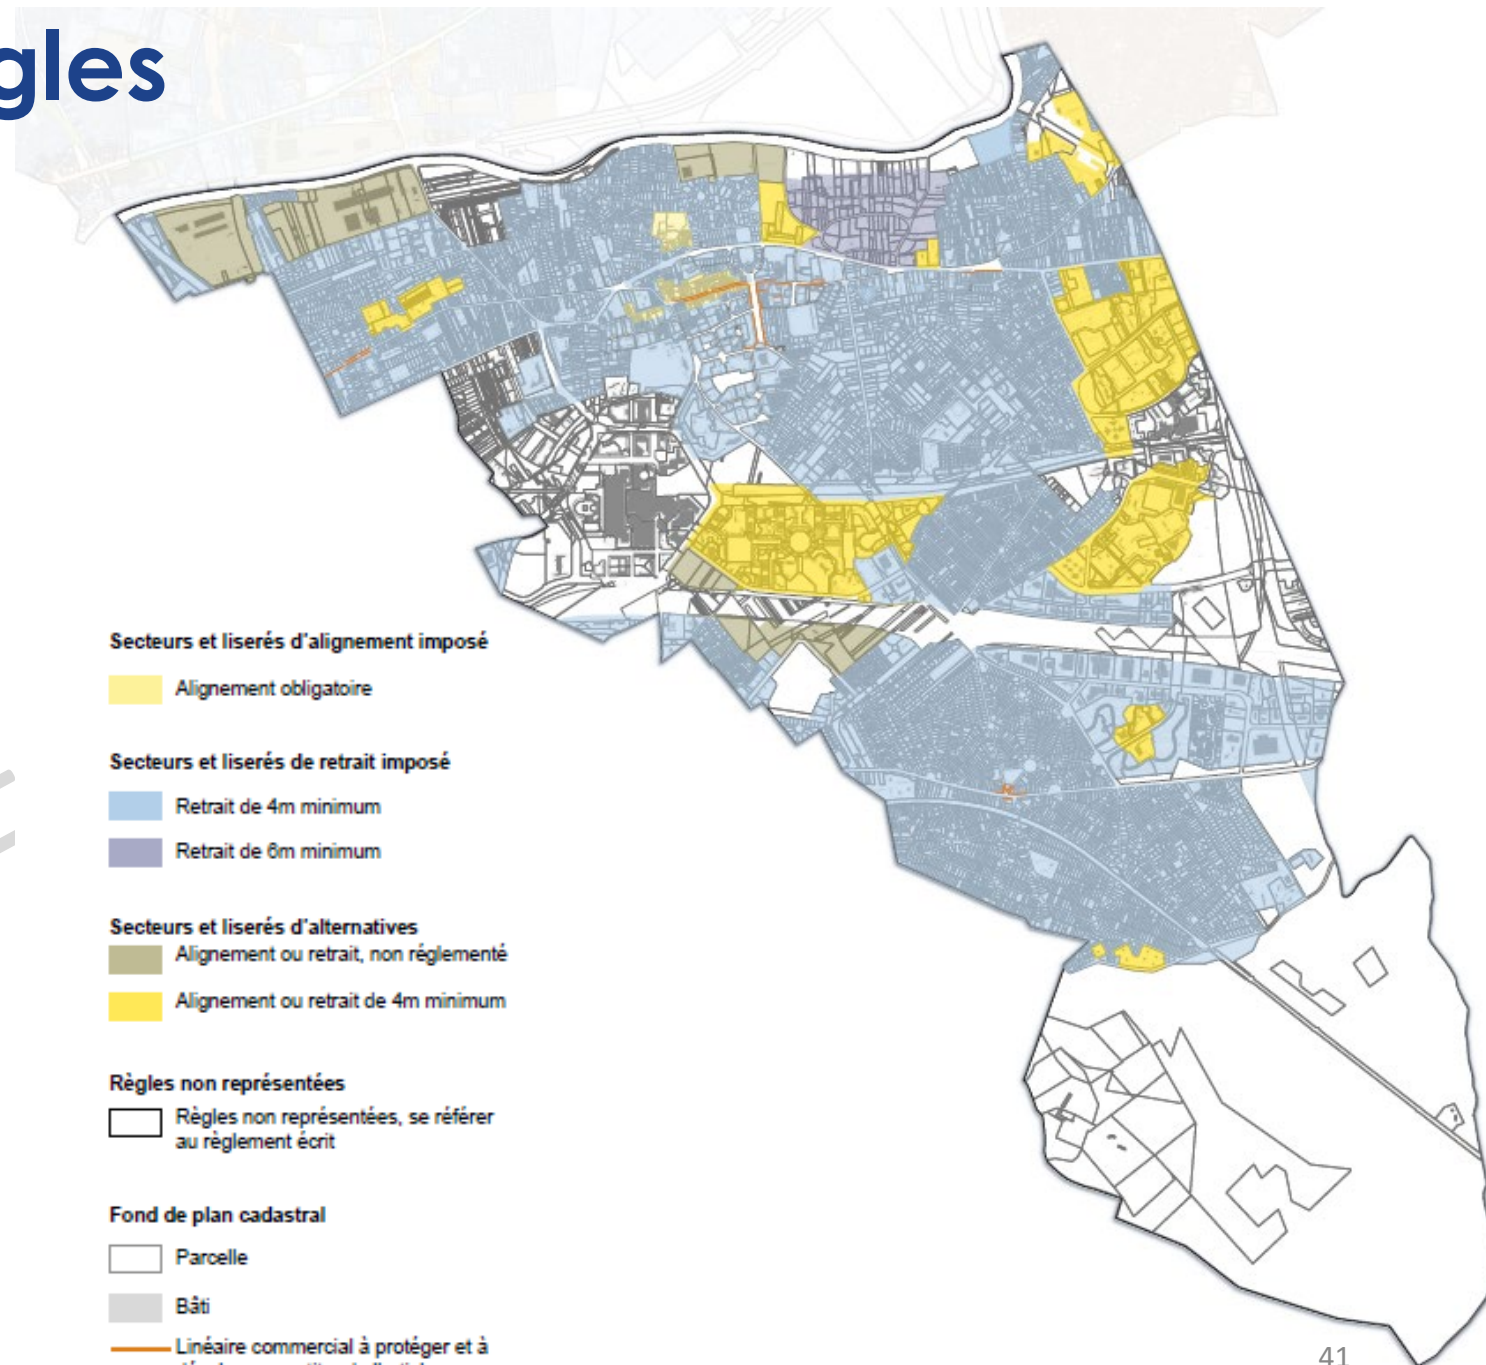 gles
Secteurs et liserés d'alignement imposé
Alignement obligatoire
Secteurs et liserés de retrait imposé
Retrait de 4m minimum
Retrait de 6m minimum
Secteurs et liserés d'alternatives
Alignement ou retrait, non réglementé
Alignement ou retrait de 4m minimum
Règles non représentées
Règles non représentées, se référer
au règlement écrit
Fond de plan cadastral
Parcelle
Bâti
Linéaire commercial à protéger et à
41